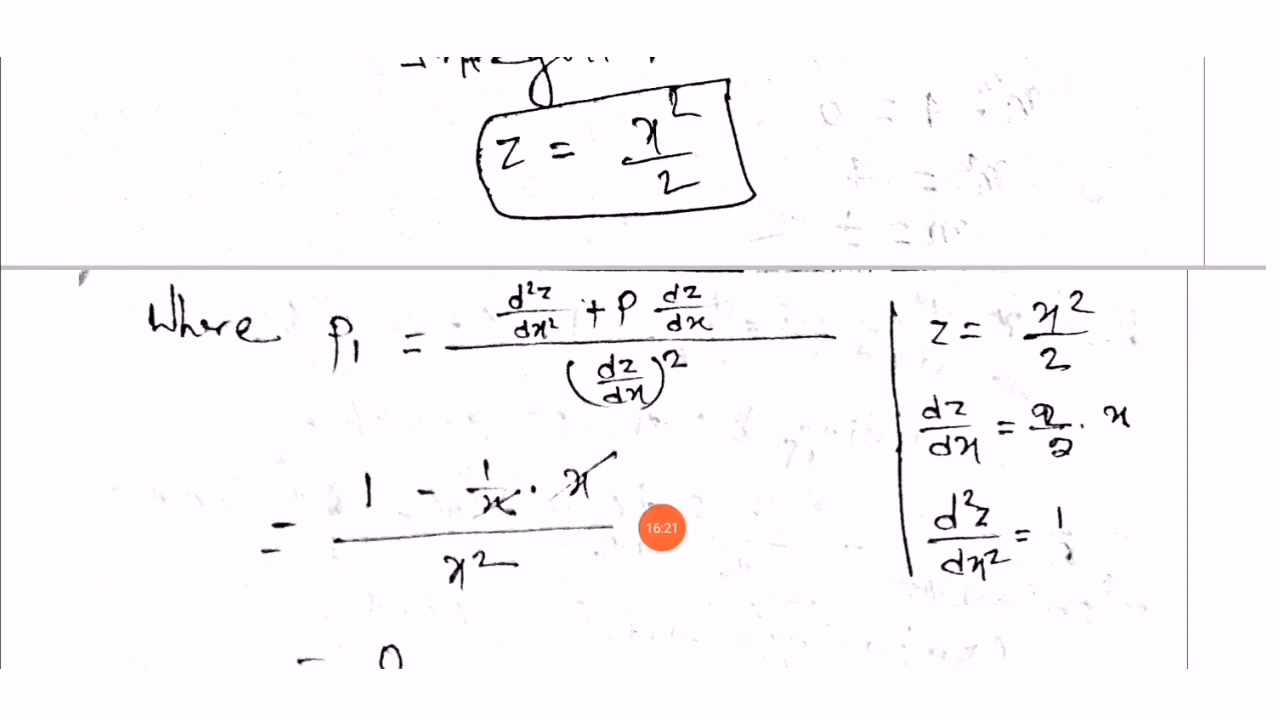 z = x²/2
Where P₁ = (d²z/dx² + P dz/dx) / (dz/dx)²
z = x²/2
dz/dx = 2/2 · x
= (1 - 1/x · x) / x²
16:21
d²z/dx² = 1
= 0